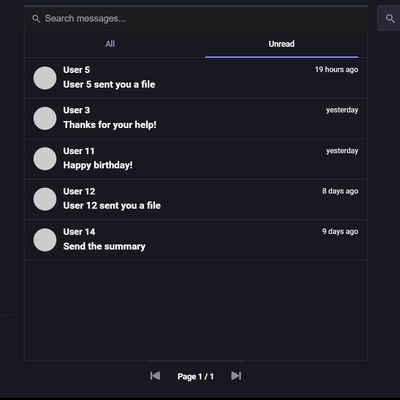 Search messages...
All
Unread
User 5
19 hours ago
User 5 sent you a file
User 3
yesterday
Thanks for your help!
User 11
yesterday
Happy birthday!
User 12
8 days ago
User 12 sent you a file
User 14
9 days ago
Send the summary
Page 1 / 1